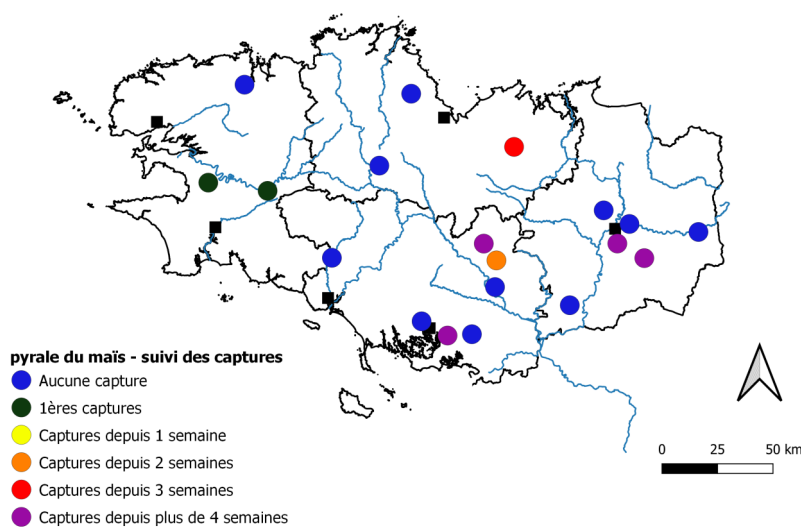 pyrale du maïs - suivi des captures
Aucune capture
1ères captures
Captures depuis 1 semaine
Captures depuis 2 semaines
Captures depuis 3 semaines
Captures depuis plus de 4 semaines
0 25 50 km